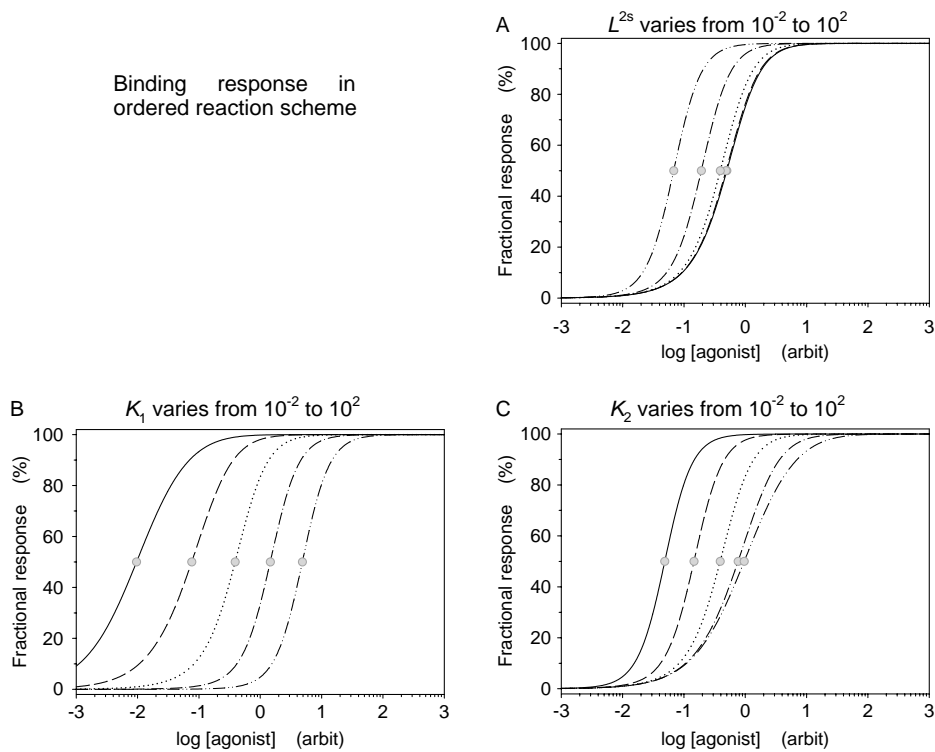 A
L^2s varies from 10^-2 to 10^2
Binding response in
ordered reaction scheme
Fractional response (%)
100
80
60
40
20
0
-3 -2 -1 0 1 2 3
log [agonist] (arbit)
B
K_1 varies from 10^-2 to 10^2
Fractional response (%)
100
80
60
40
20
0
-3 -2 -1 0 1 2 3
log [agonist] (arbit)
C
K_2 varies from 10^-2 to 10^2
Fractional response (%)
100
80
60
40
20
0
-3 -2 -1 0 1 2 3
log [agonist] (arbit)